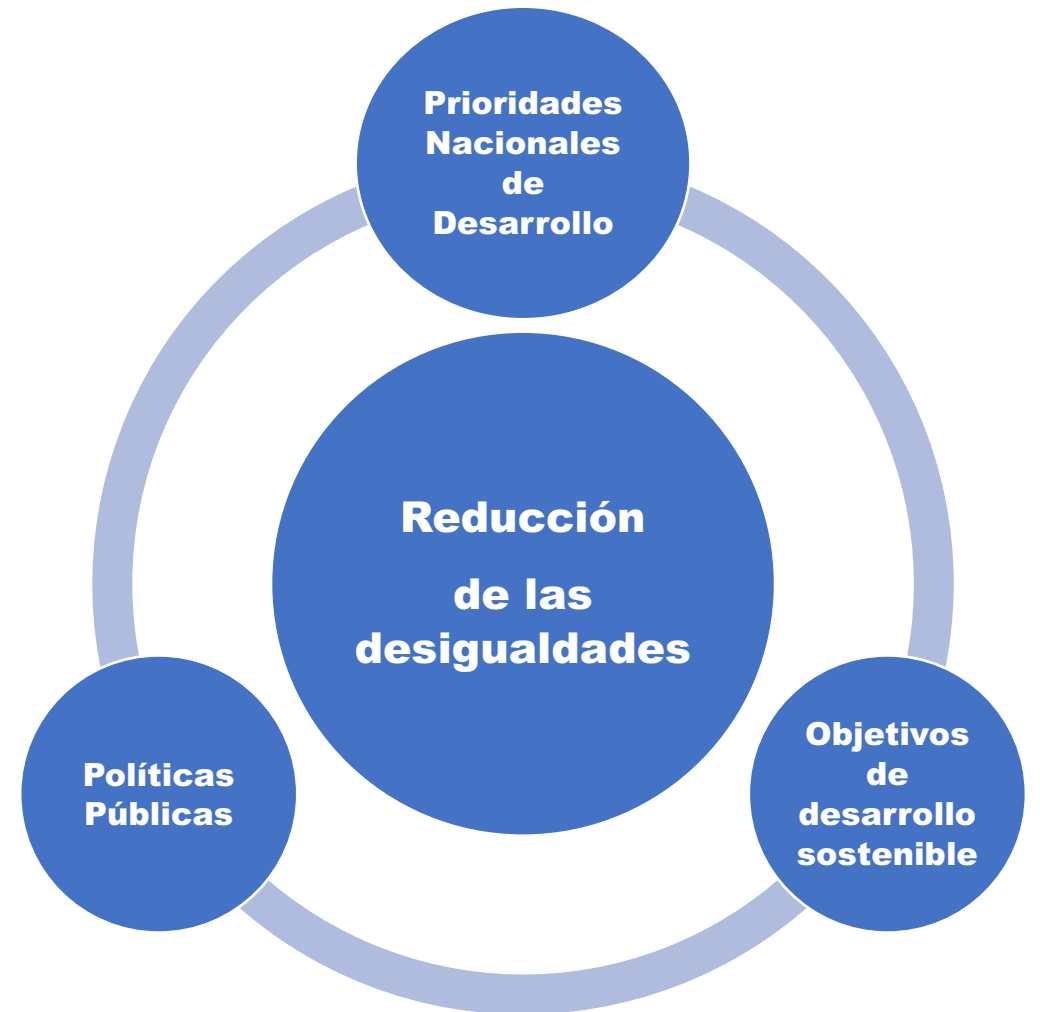 Prioridades
Nacionales
de
Desarrollo
Reducción
de las
desigualdades
Políticas
Públicas
Objetivos
de
desarrollo
sostenible